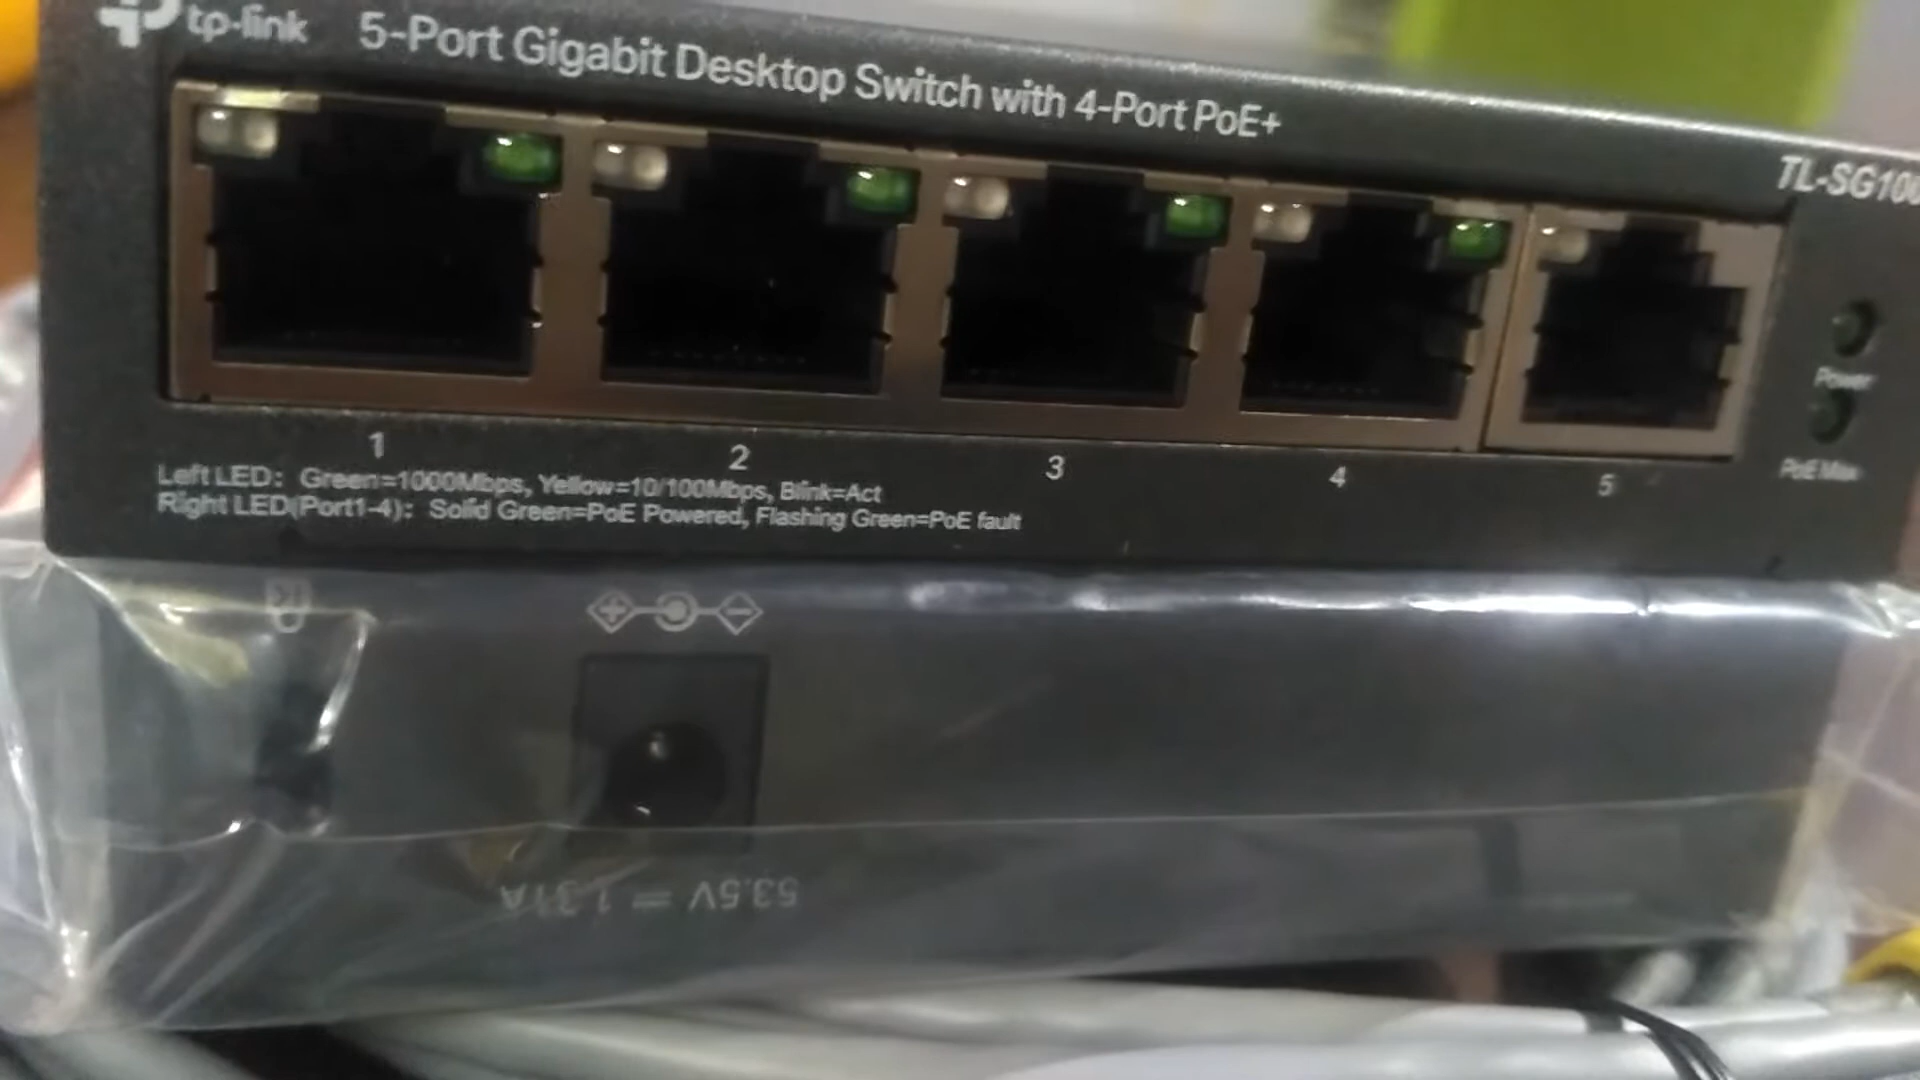 tp-link 5-Port Gigabit Desktop Switch with 4-Port PoE+
TL-SG100
1 2 3 4 5
Power
PoE Max
Left LED: Green=1000Mbps, Yellow=10/100Mbps, Blink=Act
Right LED(Port1-4): Solid Green=PoE Powered, Flashing Green=PoE fault
53.5V = 1.31A